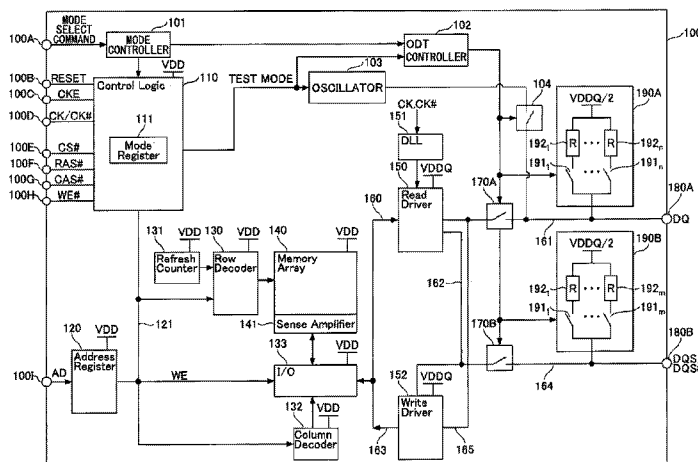 100
100A
MODE
SELECT
COMMAND
101
MODE
CONTROLLER
102
ODT
CONTROLLER
100B
RESET
100C
CKE
100D
CK/CK#
VDD
110
Control Logic
TEST MODE
103
OSCILLATOR
104
190A
VDDQ/2
111
Mode
Register
CK,CK#
151
DLL
R
192₁
R
192ₙ
191₁
191ₙ
100E
CS#
100F
RAS#
100G
CAS#
100H
WE#
150
VDDQ
Read
Driver
160
170A
180A
DQ
161
131
VDD
Refresh
Counter
130
VDD
Row
Decoder
140
VDD
Memory
Array
162
190B
VDDQ/2
R
192₁
R
192ₘ
191₁
191ₘ
120
VDD
Address
Register
121
141
Sense Amplifier
170B
180B
DQS
164
100I
AD
WE
133
VDD
I/O
152
VDDQ
Write
Driver
132
VDD
Column
Decoder
163
165